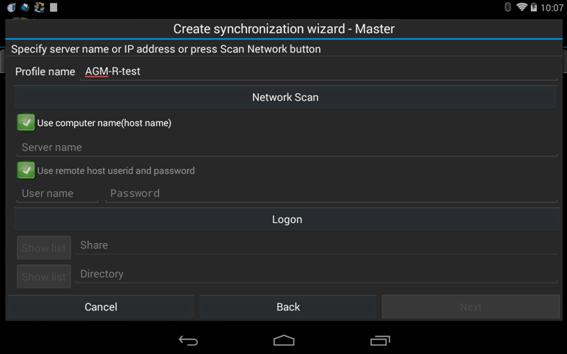 10:07
Create synchronization wizard - Master
Specify server name or IP address or press Scan Network button
Profile name AGM-R-test
Network Scan
Use computer name(host name)
Server name
Use remote host userid and password
User name Password
Logon
Show list Share
Show list Directory
Cancel Back Next